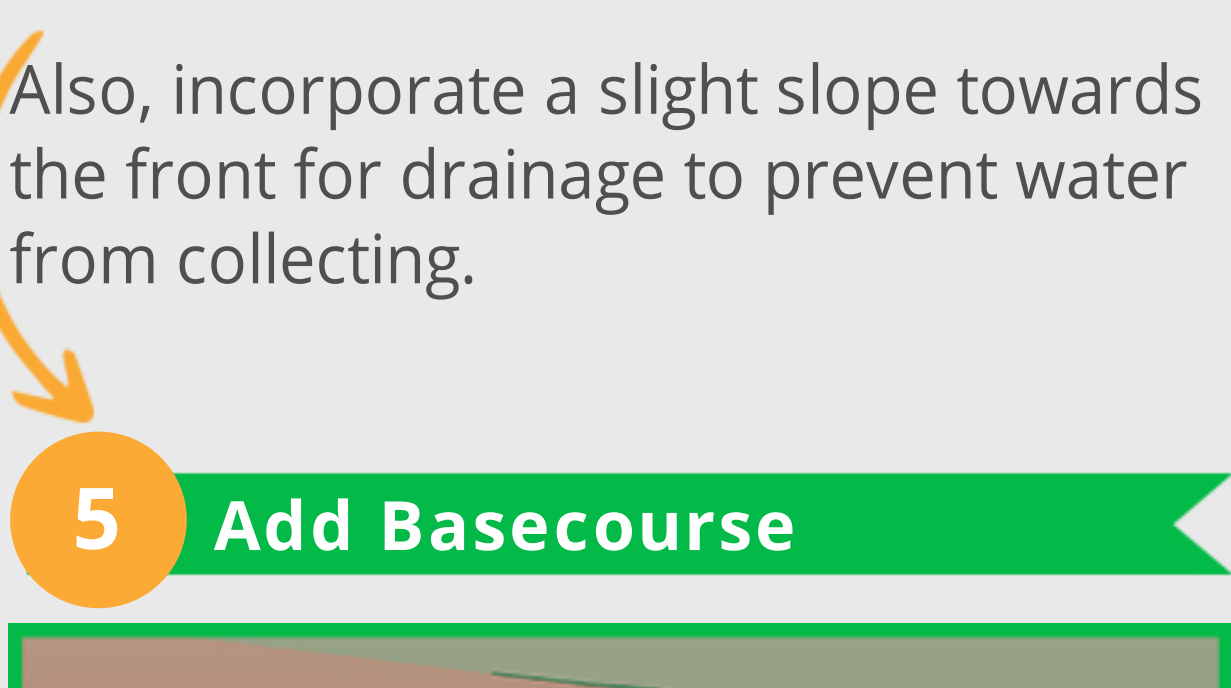 Also, incorporate a slight slope towards
the front for drainage to prevent water
from collecting.
5
Add Basecourse